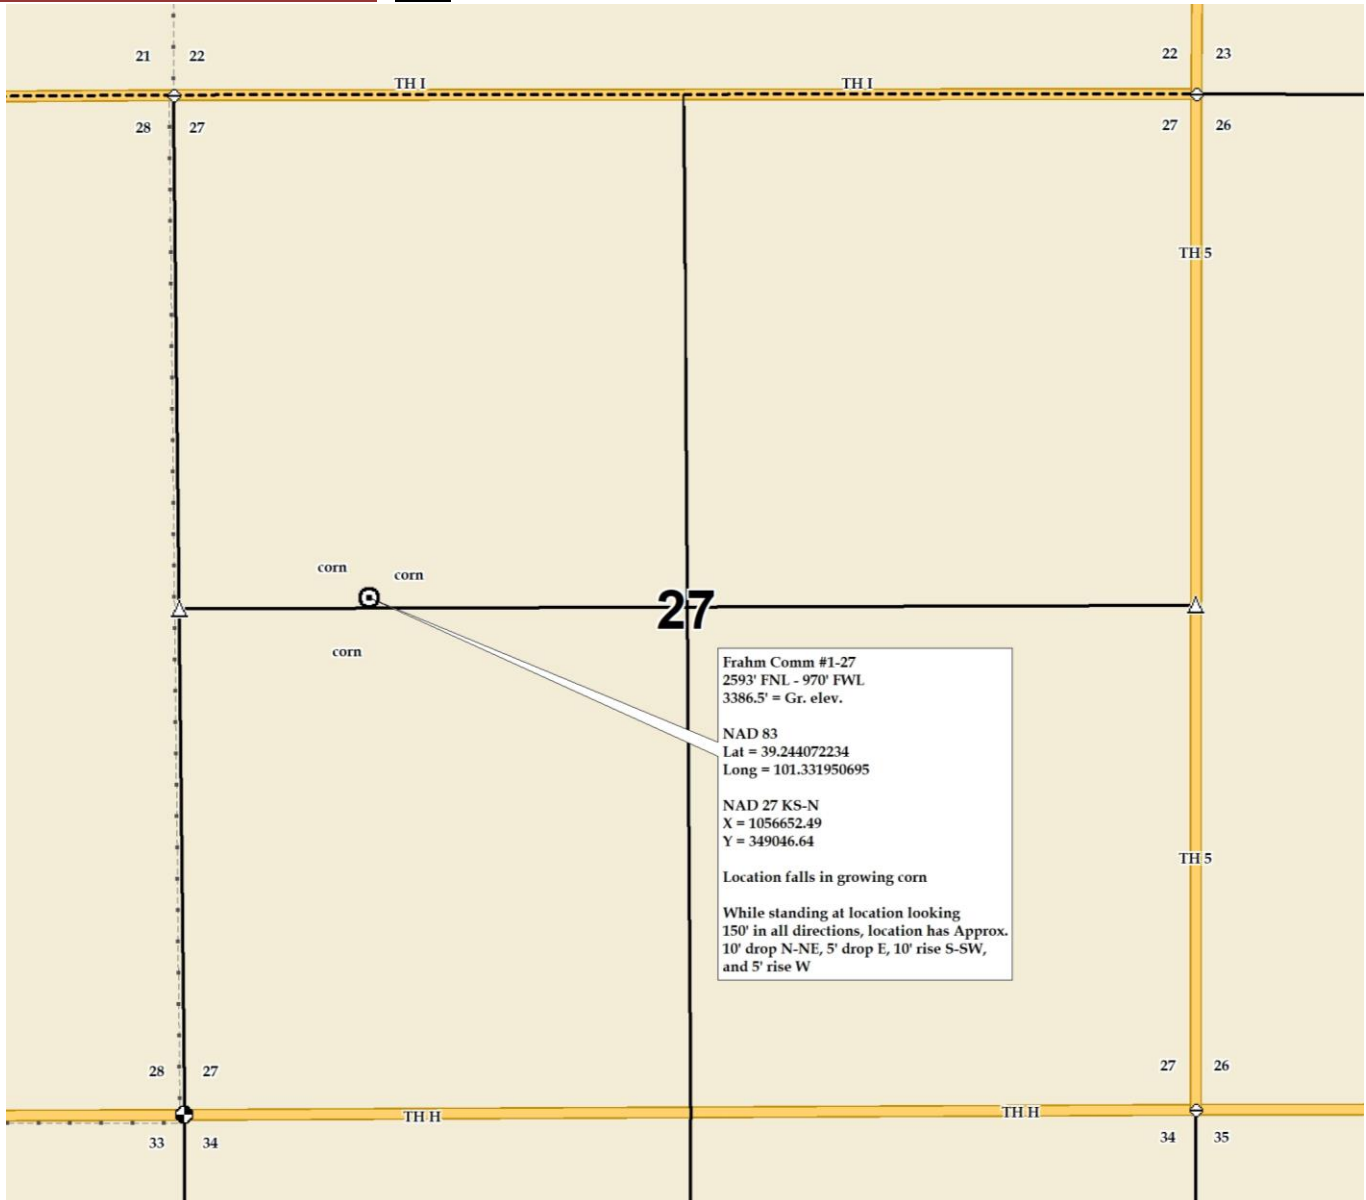 21 22
22 23
TH I
TH I
28 27
27 26
TH 5
corn
corn
27
corn
Frahm Comm #1-27
2593' FNL - 970' FWL
3386.5' = Gr. elev.
NAD 83
Lat = 39.244072234
Long = 101.331950695
NAD 27 KS-N
X = 1056652.49
Y = 349046.64
Location falls in growing corn
While standing at location looking
150' in all directions, location has Approx.
10' drop N-NE, 5' drop E, 10' rise S-SW,
and 5' rise W
TH 5
28 27
27 26
TH H
TH H
33 34
34 35